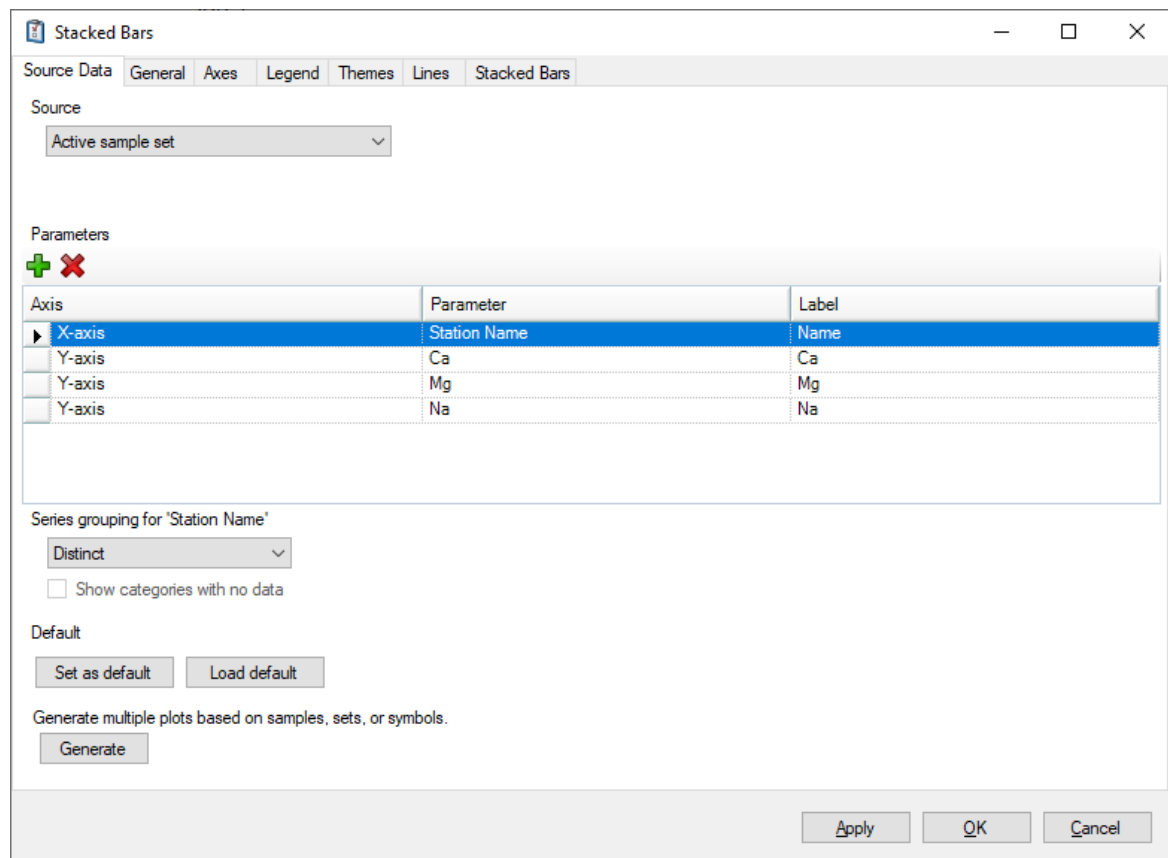 Stacked Bars
Source Data General Axes Legend Themes Lines Stacked Bars
Source
Active sample set
Parameters
Axis Parameter Label
X-axis Station Name Name
Y-axis Ca Ca
Y-axis Mg Mg
Y-axis Na Na
Series grouping for 'Station Name'
Distinct
Show categories with no data
Default
Set as default Load default
Generate multiple plots based on samples, sets, or symbols.
Generate
Apply OK Cancel